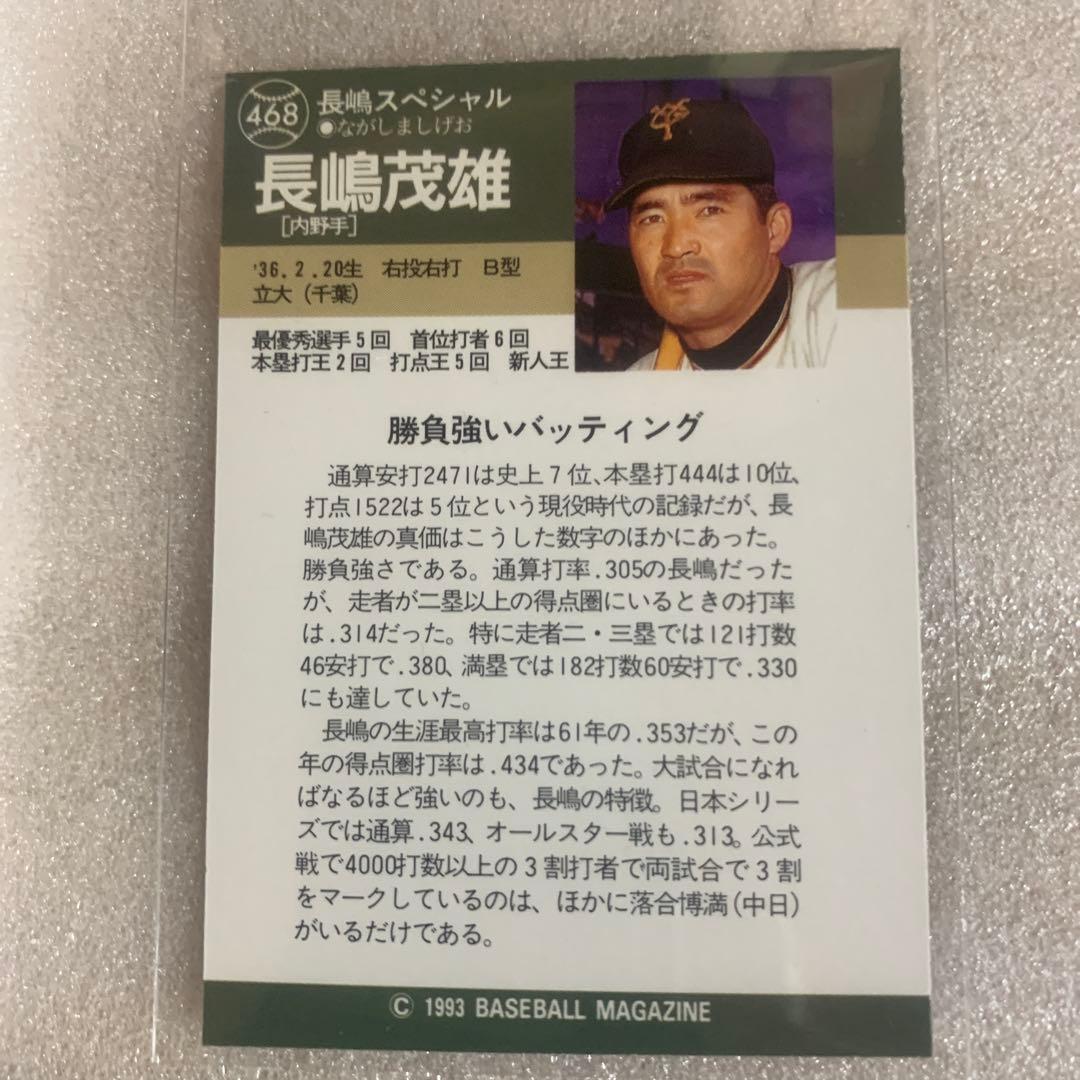 468
長嶋スペシャル
●ながしましげお
長嶋茂雄
[内野手]
'36.2.20生 右投右打 B型
立大(千葉)
最優秀選手5回 首位打者6回
本塁打王2回 打点王5回 新人王
YG
勝負強いバッティング
通算安打2471は史上7位、本塁打444は10位、
打点1522は5位という現役時代の記録だが、長
嶋茂雄の真価はこうした数字のほかにあった。
勝負強さである。通算打率.305の長嶋だった
が、走者が二塁以上の得点圏にいるときの打率
は.314だった。特に走者二・三塁では121打数
46安打で.380、満塁では182打数60安打で.330
にも達していた。
長嶋の生涯最高打率は61年の.353だが、この
年の得点圏打率は.434であった。大試合になれ
ばなるほど強いのも、長嶋の特徴。日本シリー
ズでは通算.343、オールスター戦も.313。公式
戦で4000打数以上の3割打者で両試合で3割
をマークしているのは、ほかに落合博満(中日)
がいるだけである。
© 1993 BASEBALL MAGAZINE